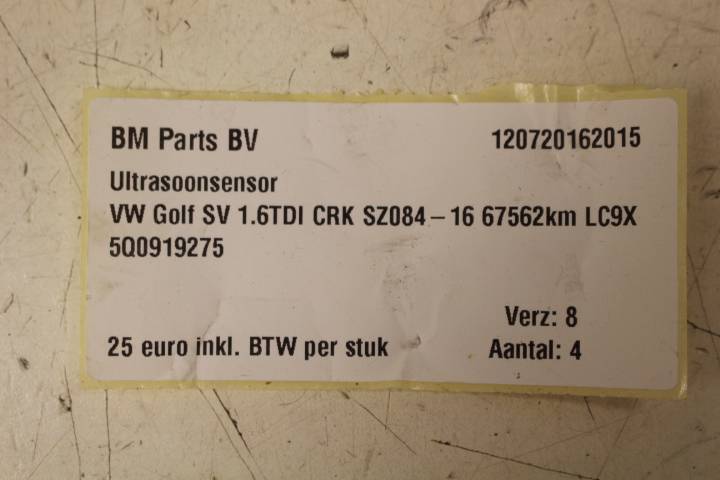 BM Parts BV 120720162015
Ultrasoonsensor
VW Golf SV 1.6TDI CRK SZ084-16 67562km LC9X
5Q0919275
Verz: 8
25 euro inkl. BTW per stuk Aantal: 4